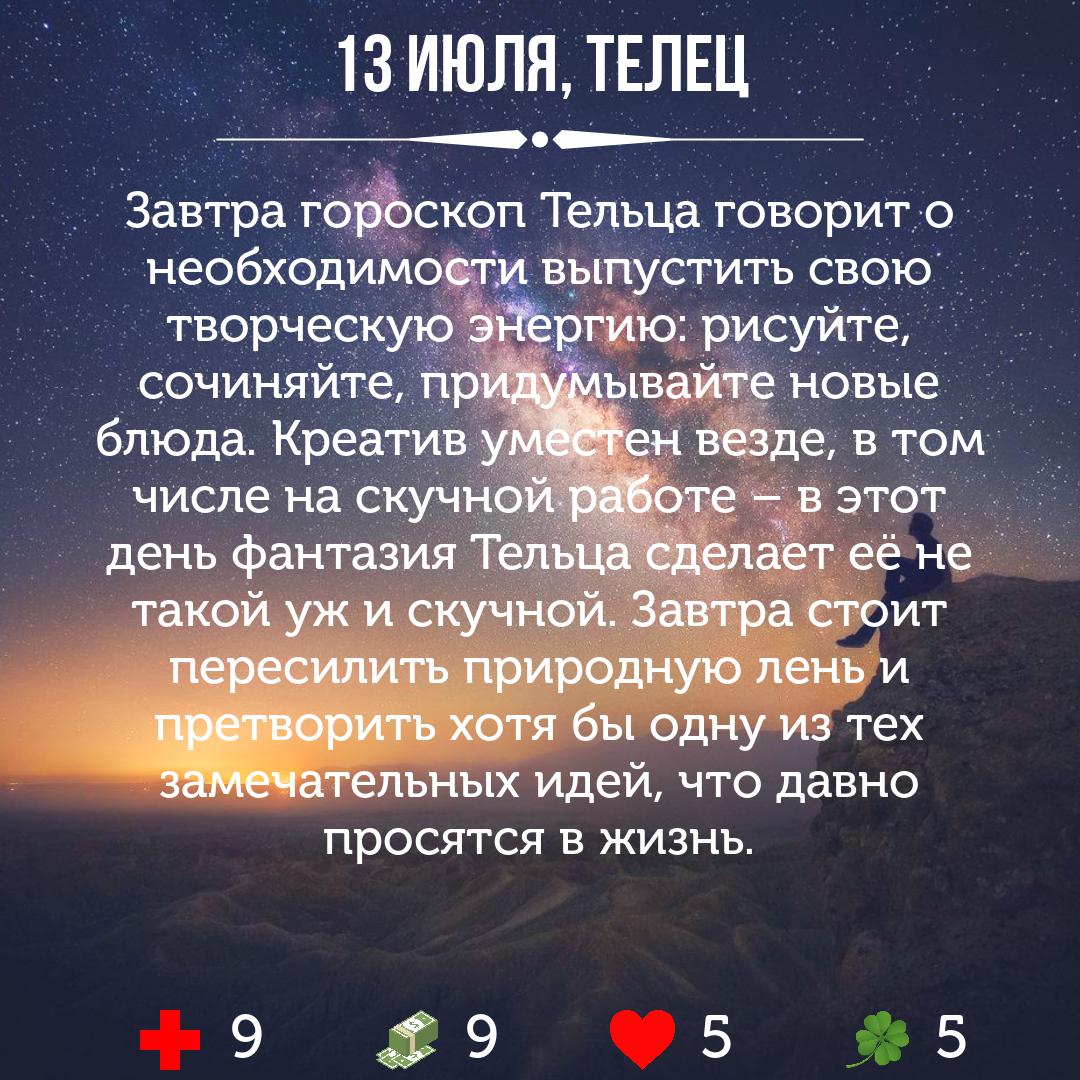 13 ИЮЛЯ, ТЕЛЕЦ
Завтра гороскоп Тельца говорит о
необходимости выпустить свою
творческую энергию: рисуйте,
сочиняйте, придумывайте новые
блюда. Креатив уместен везде, в том
числе на скучной работе – в этот
день фантазия Тельца сделает её не
такой уж и скучной. Завтра стоит
пересилить природную лень и
претворить хотя бы одну из тех
замечательных идей, что давно
просятся в жизнь.
9 9 5 5